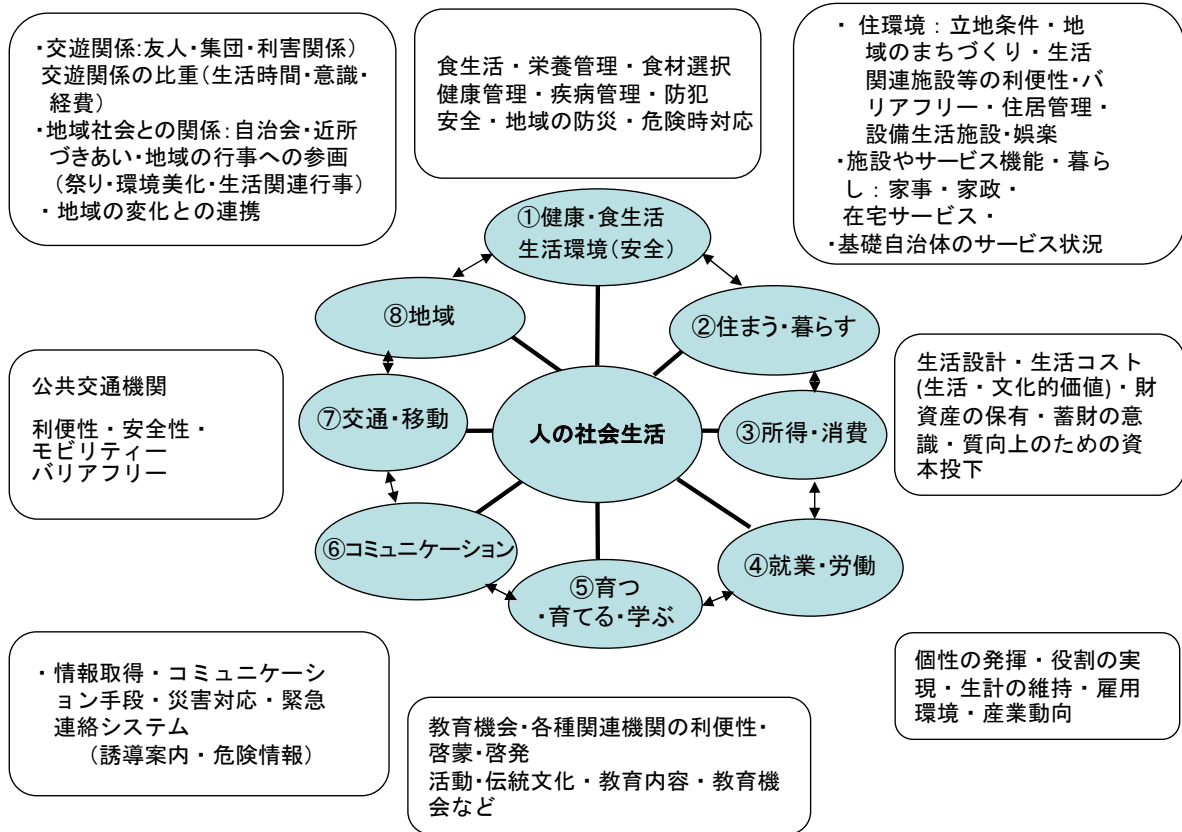 ・交遊関係：友人・集団・利害関係）
交遊関係の比重（生活時間・意識・
経費）
・地域社会との関係：自治会・近所
づきあい・地域の行事への参画
（祭り・環境美化・生活関連行事）
・地域の変化との連携
食生活・栄養管理・食材選択
健康管理・疾病管理・防犯
安全・地域の防災・危険時対応
・住環境：立地条件・地
域のまちづくり・生活
関連施設等の利便性・バ
リアフリー・住居管理・
設備生活施設・娯楽
・施設やサービス機能・暮ら
し：家事・家政・
在宅サービス・
・基礎自治体のサービス状況
①健康・食生活
生活環境（安全）
⑧地域
②住まう・暮らす
公共交通機関
利便性・安全性・
モビリティー
バリアフリー
⑦交通・移動
人の社会生活
③所得・消費
生活設計・生活コスト
(生活・文化的価値)・財
資産の保有・蓄財の意
識・質向上のための資
本投下
⑥コミュニケーション
④就業・労働
⑤育つ
・育てる・学ぶ
・情報取得・コミュニケーシ
ョン手段・災害対応・緊急
連絡システム
（誘導案内・危険情報）
教育機会・各種関連機関の利便性・
啓蒙・啓発
活動・伝統文化・教育内容・教育機
会など
個性の発揮・役割の実
現・生計の維持・雇用
環境・産業動向